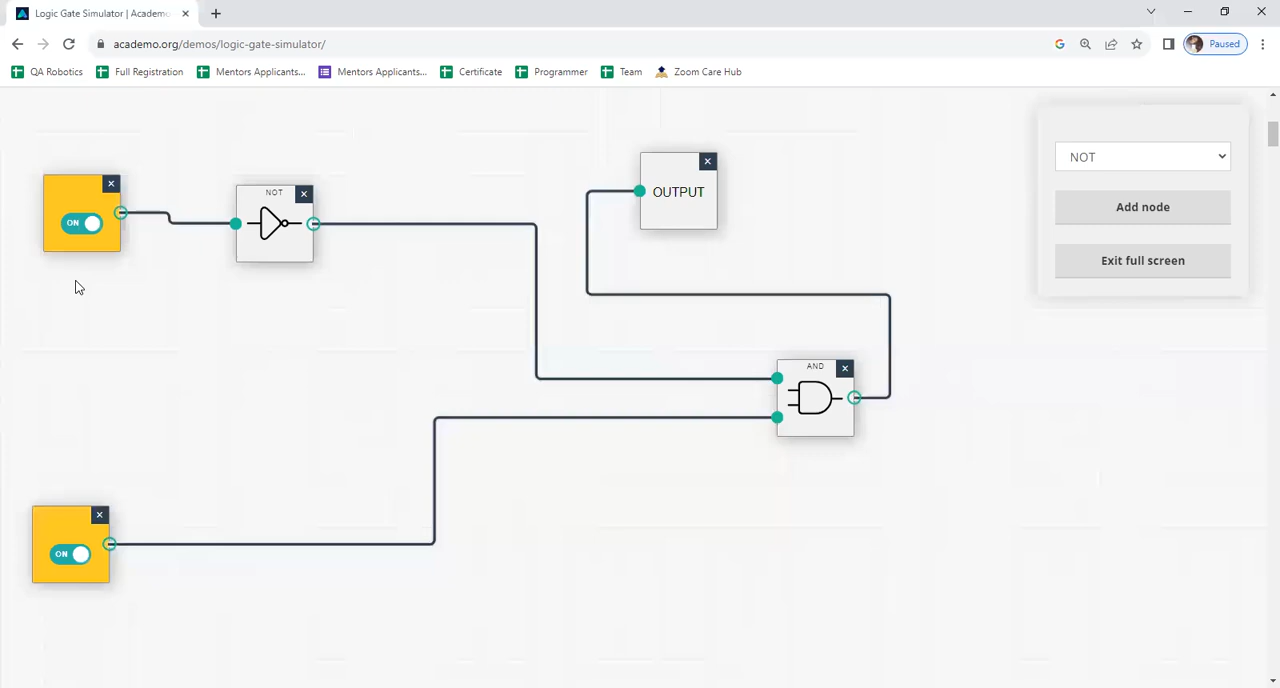 Logic Gate Simulator | Academo
academo.org/demos/logic-gate-simulator/
Paused
QA Robotics
Full Registration
Mentors Applicants...
Mentors Applicants...
Certificate
Programmer
Team
Zoom Care Hub
NOT
Add node
Exit full screen
ON
NOT
OUTPUT
AND
ON